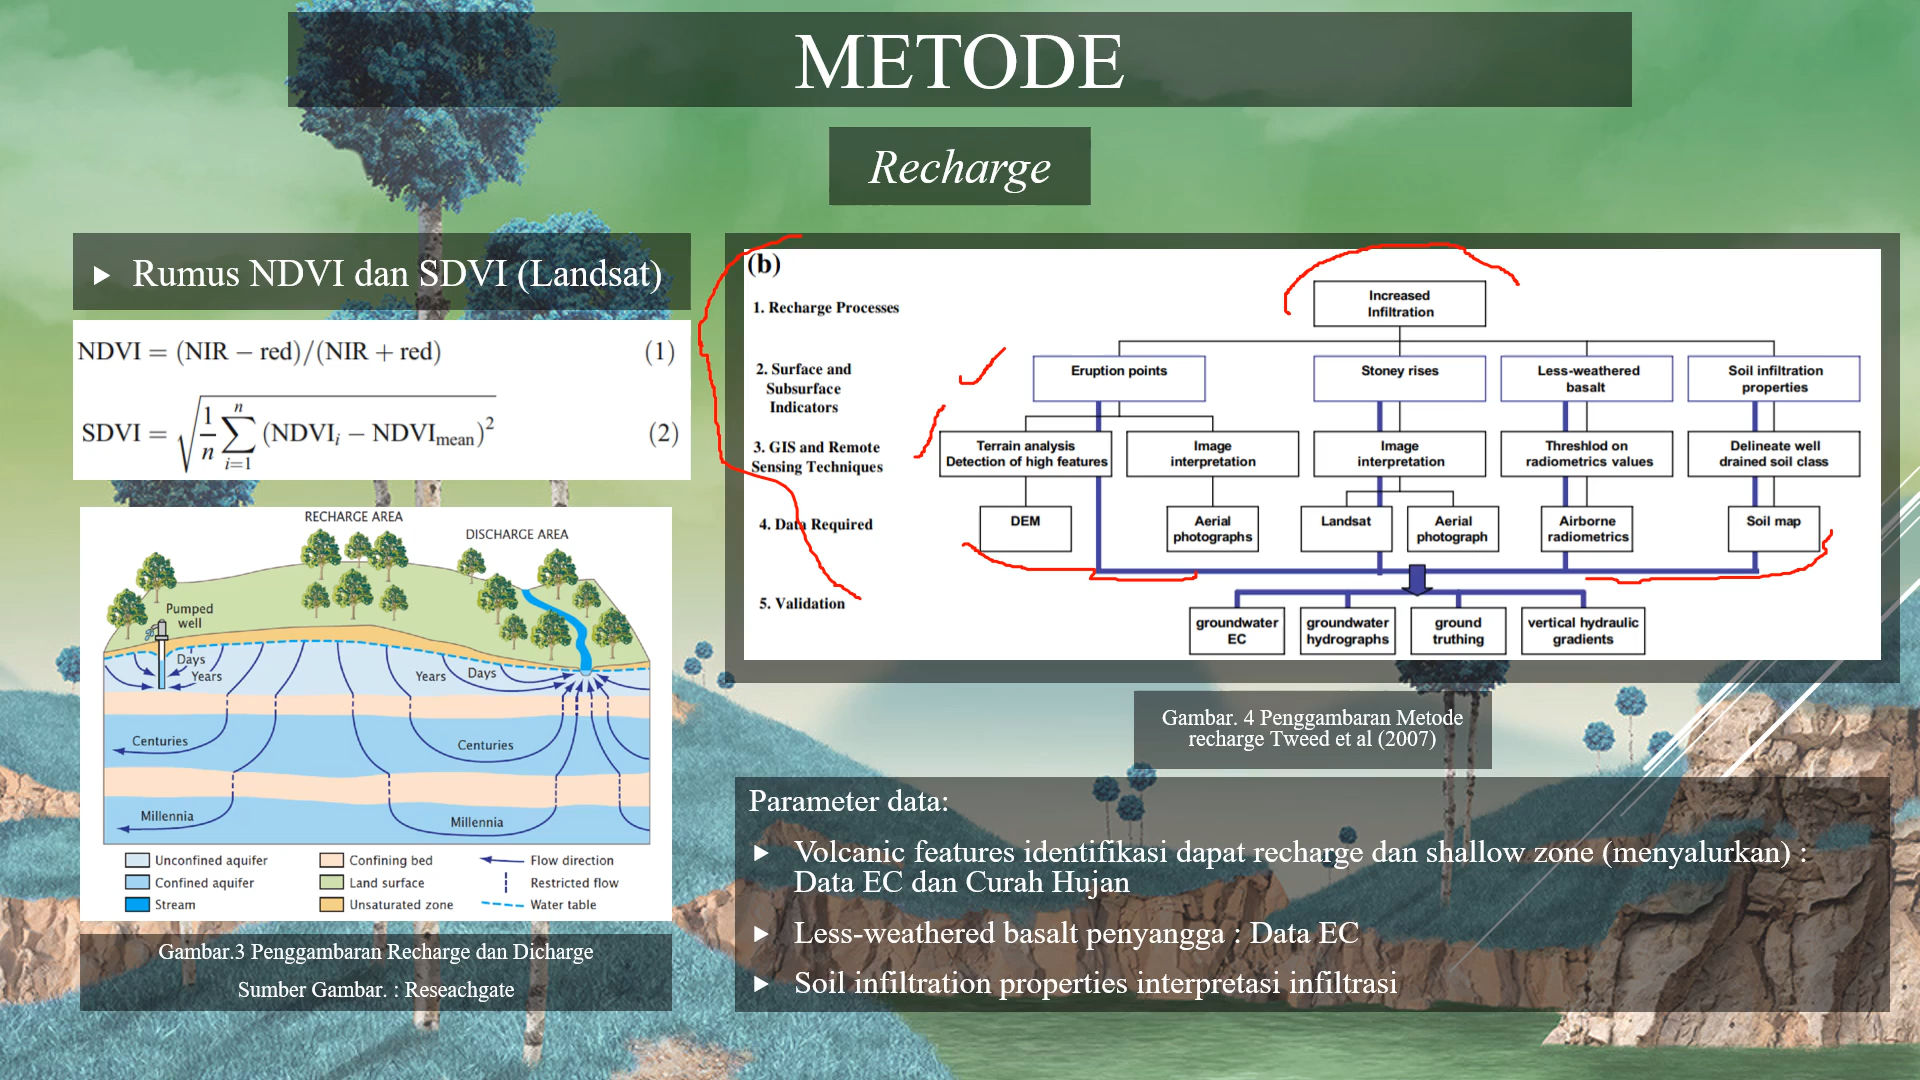 METODE
Recharge
Rumus NDVI dan SDVI (Landsat)
NDVI = (NIR − red)/(NIR + red) (1)
SDVI = √(1/n ∑ⁿᵢ₌₁ (NDVIᵢ − NDVImean)²) (2)
RECHARGE AREA
DISCHARGE AREA
Pumped
well
Days
Years
Years
Days
Centuries
Centuries
Millennia
Millennia
Unconfined aquifer
Confining bed
Flow direction
Confined aquifer
Land surface
Restricted flow
Stream
Unsaturated zone
Water table
Gambar.3 Penggambaran Recharge dan Dicharge
Sumber Gambar. : Reseachgate
(b)
1. Recharge Processes
Increased
Infiltration
2. Surface and
Subsurface
Indicators
Eruption points
Stoney rises
Less-weathered
basalt
Soil infiltration
properties
3. GIS and Remote
Sensing Techniques
Terrain analysis
Detection of high features
Image
interpretation
Image
interpretation
Threshlod on
radiometrics values
Delineate well
drained soil class
4. Data Required
DEM
Aerial
photographs
Landsat
Aerial
photograph
Airborne
radiometrics
Soil map
5. Validation
groundwater
EC
groundwater
hydrographs
ground
truthing
vertical hydraulic
gradients
Gambar. 4 Penggambaran Metode
recharge Tweed et al (2007)
Parameter data:
Volcanic features identifikasi dapat recharge dan shallow zone (menyalurkan) :
Data EC dan Curah Hujan
Less-weathered basalt penyangga : Data EC
Soil infiltration properties interpretasi infiltrasi